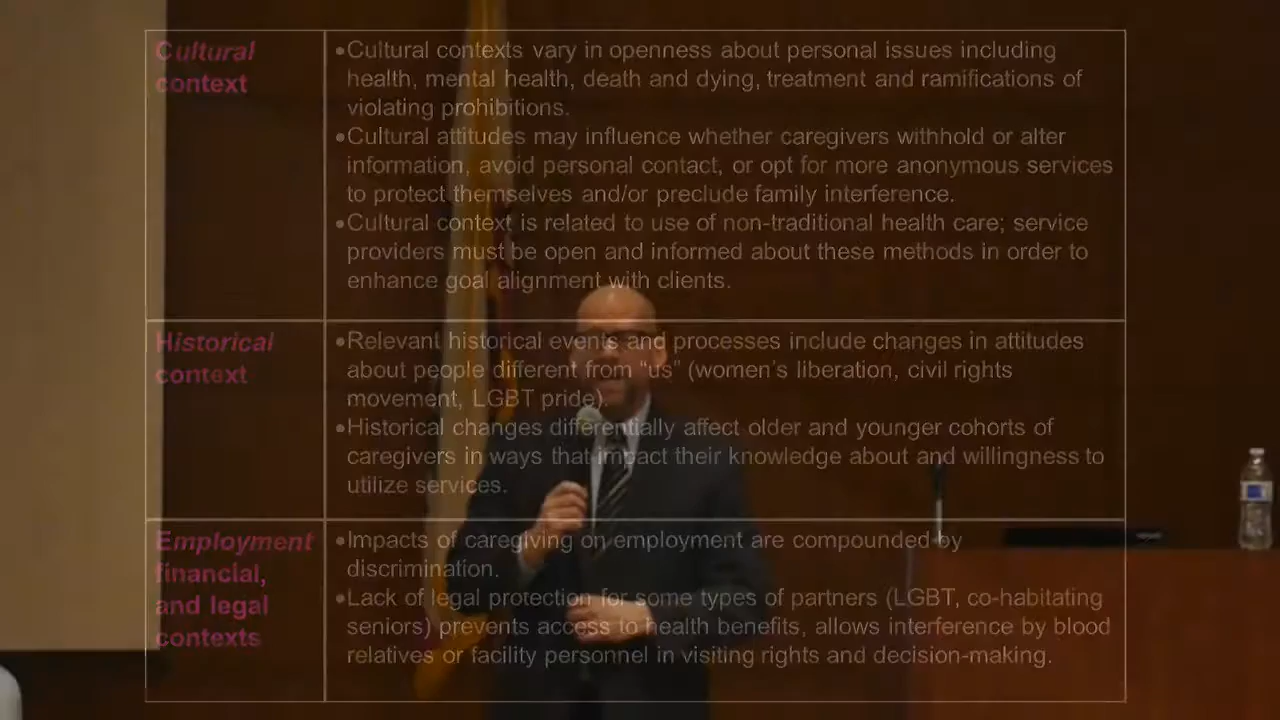 Cultural
context
•Cultural contexts vary in openness about personal issues including
health, mental health, death and dying, treatment and ramifications of
violating prohibitions.
•Cultural attitudes may influence whether caregivers withhold or alter
information, avoid personal contact, or opt for more anonymous services
to protect themselves and/or preclude family interference.
•Cultural context is related to use of non-traditional health care; service
providers must be open and informed about these methods in order to
enhance goal alignment with clients.
Historical
context
•Relevant historical events and processes include changes in attitudes
about people different from “us” (women’s liberation, civil rights
movement, LGBT pride).
•Historical changes differentially affect older and younger cohorts of
caregivers in ways that impact their knowledge about and willingness to
utilize services.
Employment
financial,
and legal
contexts
•Impacts of caregiving on employment are compounded by
discrimination.
•Lack of legal protection for some types of partners (LGBT, co-habitating
seniors) prevents access to health benefits, allows interference by blood
relatives or facility personnel in visiting rights and decision-making.